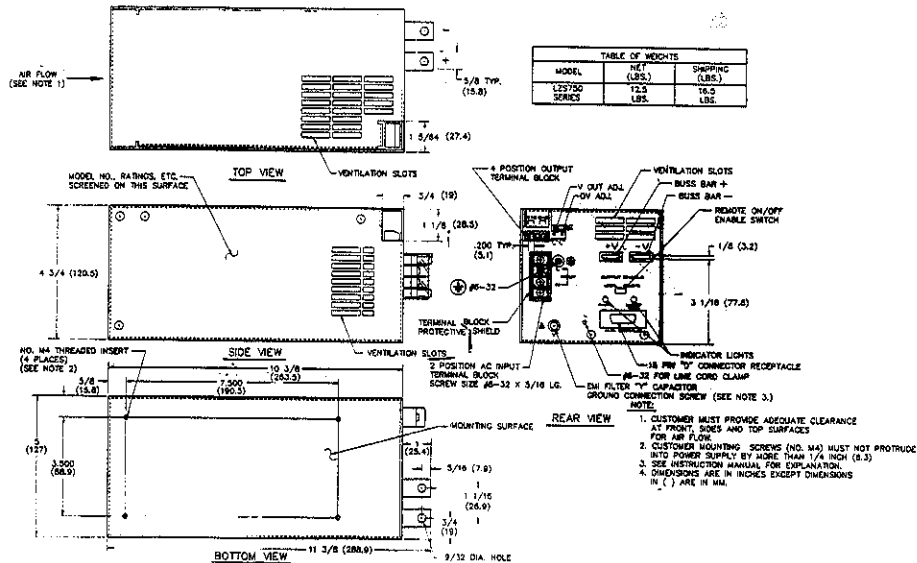 AIR FLOW
(SEE NOTE 1)
−
+
5/8 TYP.
(15.8)
1 5/64 (27.4)
TOP VIEW
VENTILATION SLOTS
TABLE OF WEIGHTS
MODEL NET (LBS.) SHIPPING (LBS.)
LZS750 SERIES 12.5 LBS. 16.5 LBS.
MODEL NO., RATINGS, ETC.
SCREENED ON THIS SURFACE
3/4 (19)
1 1/8 (28.5)
4 3/4 (120.5)
SIDE VIEW
VENTILATION SLOTS
4 POSITION OUTPUT
TERMINAL BLOCK
V OUT ADJ.
OV ADJ.
VENTILATION SLOTS
BUSS BAR +
BUSS BAR −
REMOTE ON/OFF
ENABLE SWITCH
.200 TYP.
(5.1)
+V −V
1/8 (3.2)
#6-32
3 1/16 (77.8)
TERMINAL BLOCK
PROTECTIVE SHIELD
2 POSITION AC INPUT
TERMINAL BLOCK
SCREW SIZE #6-32 X 5/16 LG.
INDICATOR LIGHTS
15 PIN "D" CONNECTOR RECEPTACLE
#6-32 FOR LINE CORD CLAMP
EMI FILTER "Y" CAPACITOR
GROUND CONNECTION SCREW (SEE NOTE 3.)
REAR VIEW
NO. M4 THREADED INSERT
(4 PLACES)
(SEE NOTE 2)
10 3/8
(263.5)
5/8
(15.8)
7.500
(190.5)
5
(127)
3.500
(88.9)
MOUNTING SURFACE
1
(25.4)
5/16 (7.9)
1 1/16
(26.9)
3/4
(19)
11 3/8 (288.9)
9/32 DIA. HOLE
BOTTOM VIEW
NOTE:
1. CUSTOMER MUST PROVIDE ADEQUATE CLEARANCE
AT FRONT, SIDES AND TOP SURFACES
FOR AIR FLOW.
2. CUSTOMER MOUNTING SCREWS (NO. M4) MUST NOT PROTRUDE
INTO POWER SUPPLY BY MORE THAN 1/4 INCH (6.3)
3. SEE INSTRUCTION MANUAL FOR EXPLANATION.
4. DIMENSIONS ARE IN INCHES EXCEPT DIMENSIONS
IN ( ) ARE IN MM.